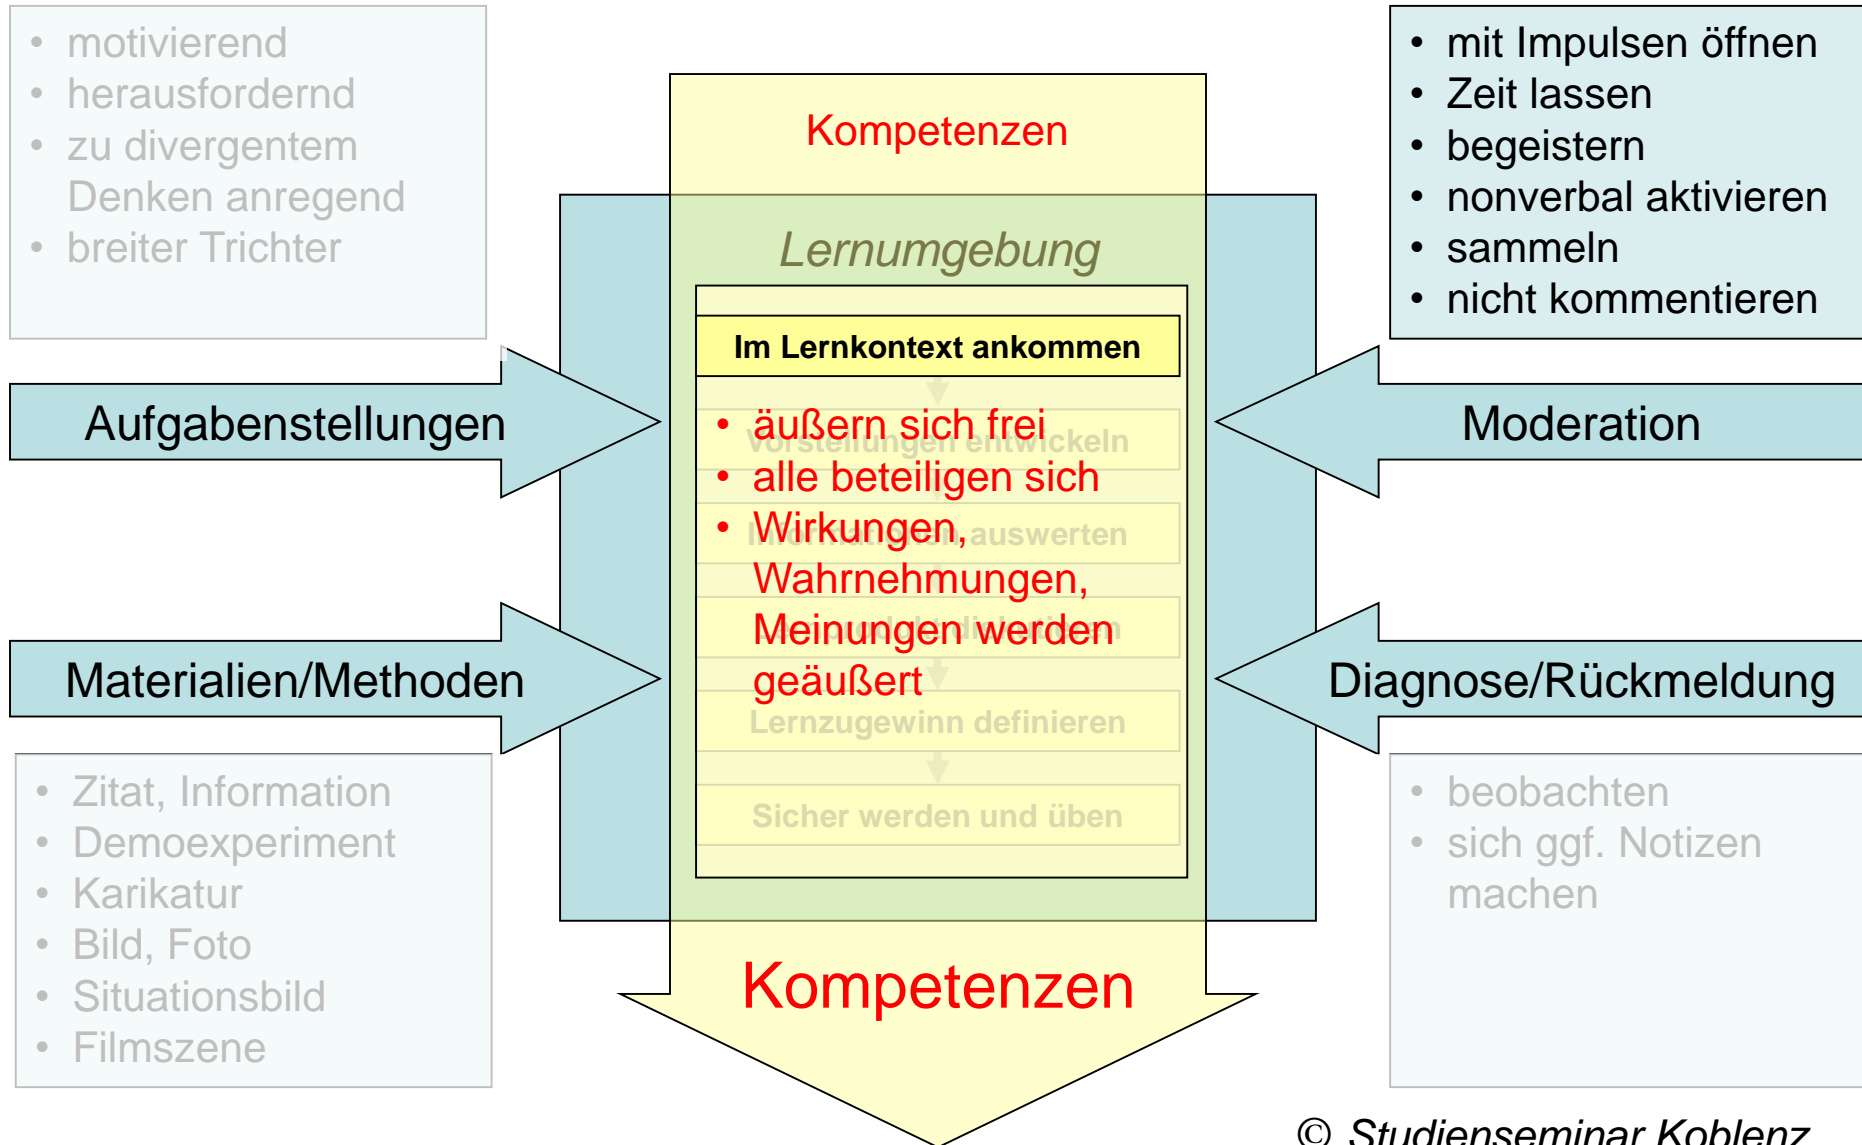 • motivierend
• herausfordernd
• zu divergentem
Denken anregend
• breiter Trichter
Kompetenzen
• mit Impulsen öffnen
• Zeit lassen
• begeistern
• nonverbal aktivieren
• sammeln
• nicht kommentieren
Lernumgebung
Im Lernkontext ankommen
Aufgabenstellungen
Moderation
• äußern sich frei
Vorstellungen entwickeln
• alle beteiligen sich
• Wirkungen,
Informationen auswerten
Wahrnehmungen,
Meinungen werden
Lernprodukt diskutieren
geäußert
Materialien/Methoden
Diagnose/Rückmeldung
Lernzugewinn definieren
Sicher werden und üben
• Zitat, Information
• Demoexperiment
• Karikatur
• Bild, Foto
• Situationsbild
• Filmszene
• beobachten
• sich ggf. Notizen
machen
Kompetenzen
© Studienseminar Koblenz